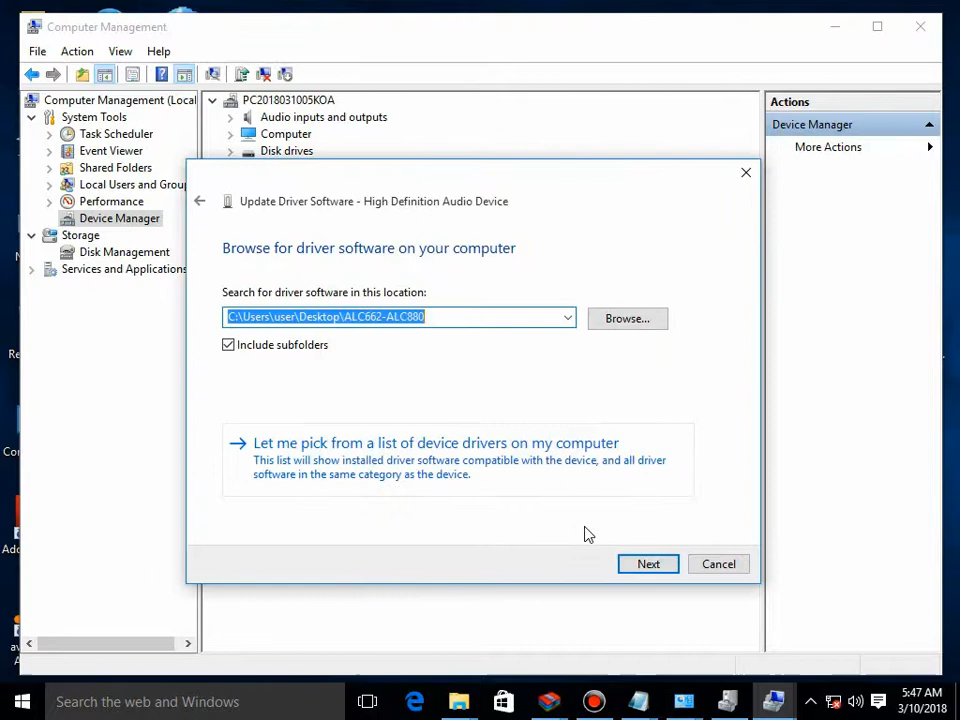 Computer Management
File Action View Help
Computer Management (Local
System Tools
Task Scheduler
Event Viewer
Shared Folders
Local Users and Group
Performance
Device Manager
Storage
Disk Management
Services and Applications
PC2018031005KOA
Audio inputs and outputs
Computer
Disk drives
Actions
Device Manager
More Actions
Update Driver Software - High Definition Audio Device
Browse for driver software on your computer
Search for driver software in this location:
C:\Users\user\Desktop\ALC662-ALC880
Browse...
Include subfolders
Let me pick from a list of device drivers on my computer
This list will show installed driver software compatible with the device, and all driver
software in the same category as the device.
Next
Cancel
Search the web and Windows
5:47 AM
3/10/2018